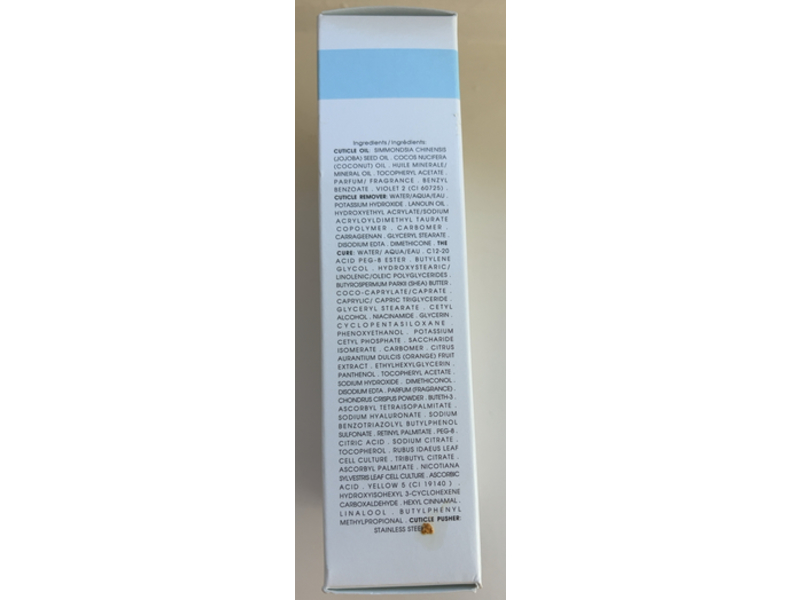 Ingredients / Ingrédients:
CUTICLE OIL: SIMMONDSIA CHINENSIS
(JOJOBA) SEED OIL . COCOS NUCIFERA
(COCONUT) OIL . HUILE MINERALE/
MINERAL OIL . TOCOPHERYL ACETATE .
PARFUM/ FRAGRANCE . BENZYL
BENZOATE . VIOLET 2 (CI 60725) .
CUTICLE REMOVER: WATER/AQUA/EAU .
POTASSIUM HYDROXIDE . LANOLIN OIL .
HYDROXYETHYL ACRYLATE/SODIUM
ACRYLOYLDIMETHYL TAURATE
COPOLYMER . CARBOMER .
CARRAGEENAN . GLYCERYL STEARATE .
DISODIUM EDTA . DIMETHICONE . THE
CURE: WATER/ AQUA/EAU . C12-20
ACID PEG-8 ESTER . BUTYLENE
GLYCOL . HYDROXYSTEARIC/
LINOLENIC/OLEIC POLYGLYCERIDES .
BUTYROSPERMUM PARKII (SHEA) BUTTER .
COCO-CAPRYLATE/CAPRATE .
CAPRYLIC/ CAPRIC TRIGLYCERIDE .
GLYCERYL STEARATE . CETYL
ALCOHOL . NIACINAMIDE . GLYCERIN .
CYCLOPENTASILOXANE .
PHENOXYETHANOL . POTASSIUM
CETYL PHOSPHATE . SACCHARIDE
ISOMERATE . CARBOMER . CITRUS
AURANTIUM DULCIS (ORANGE) FRUIT
EXTRACT . ETHYLHEXYLGLYCERIN .
PANTHENOL . TOCOPHERYL ACETATE .
SODIUM HYDROXIDE . DIMETHICONOL .
DISODIUM EDTA . PARFUM (FRAGRANCE) .
CHONDRUS CRISPUS POWDER . BUTETH-3 .
ASCORBYL TETRAISOPALMITATE .
SODIUM HYALURONATE . SODIUM
BENZOTRIAZOLYL BUTYLPHENOL
SULFONATE . RETINYL PALMITATE . PEG-8 .
CITRIC ACID . SODIUM CITRATE .
TOCOPHEROL . RUBUS IDAEUS LEAF
CELL CULTURE . TRIBUTYL CITRATE .
ASCORBYL PALMITATE . NICOTIANA
SYLVESTRIS LEAF CELL CULTURE . ASCORBIC
ACID . YELLOW 5 (CI 19140 ) .
HYDROXYISOHEXYL 3-CYCLOHEXENE
CARBOXALDEHYDE . HEXYL CINNAMAL .
LINALOOL . BUTYLPHENYL
METHYLPROPIONAL . CUTICLE PUSHER:
STAINLESS